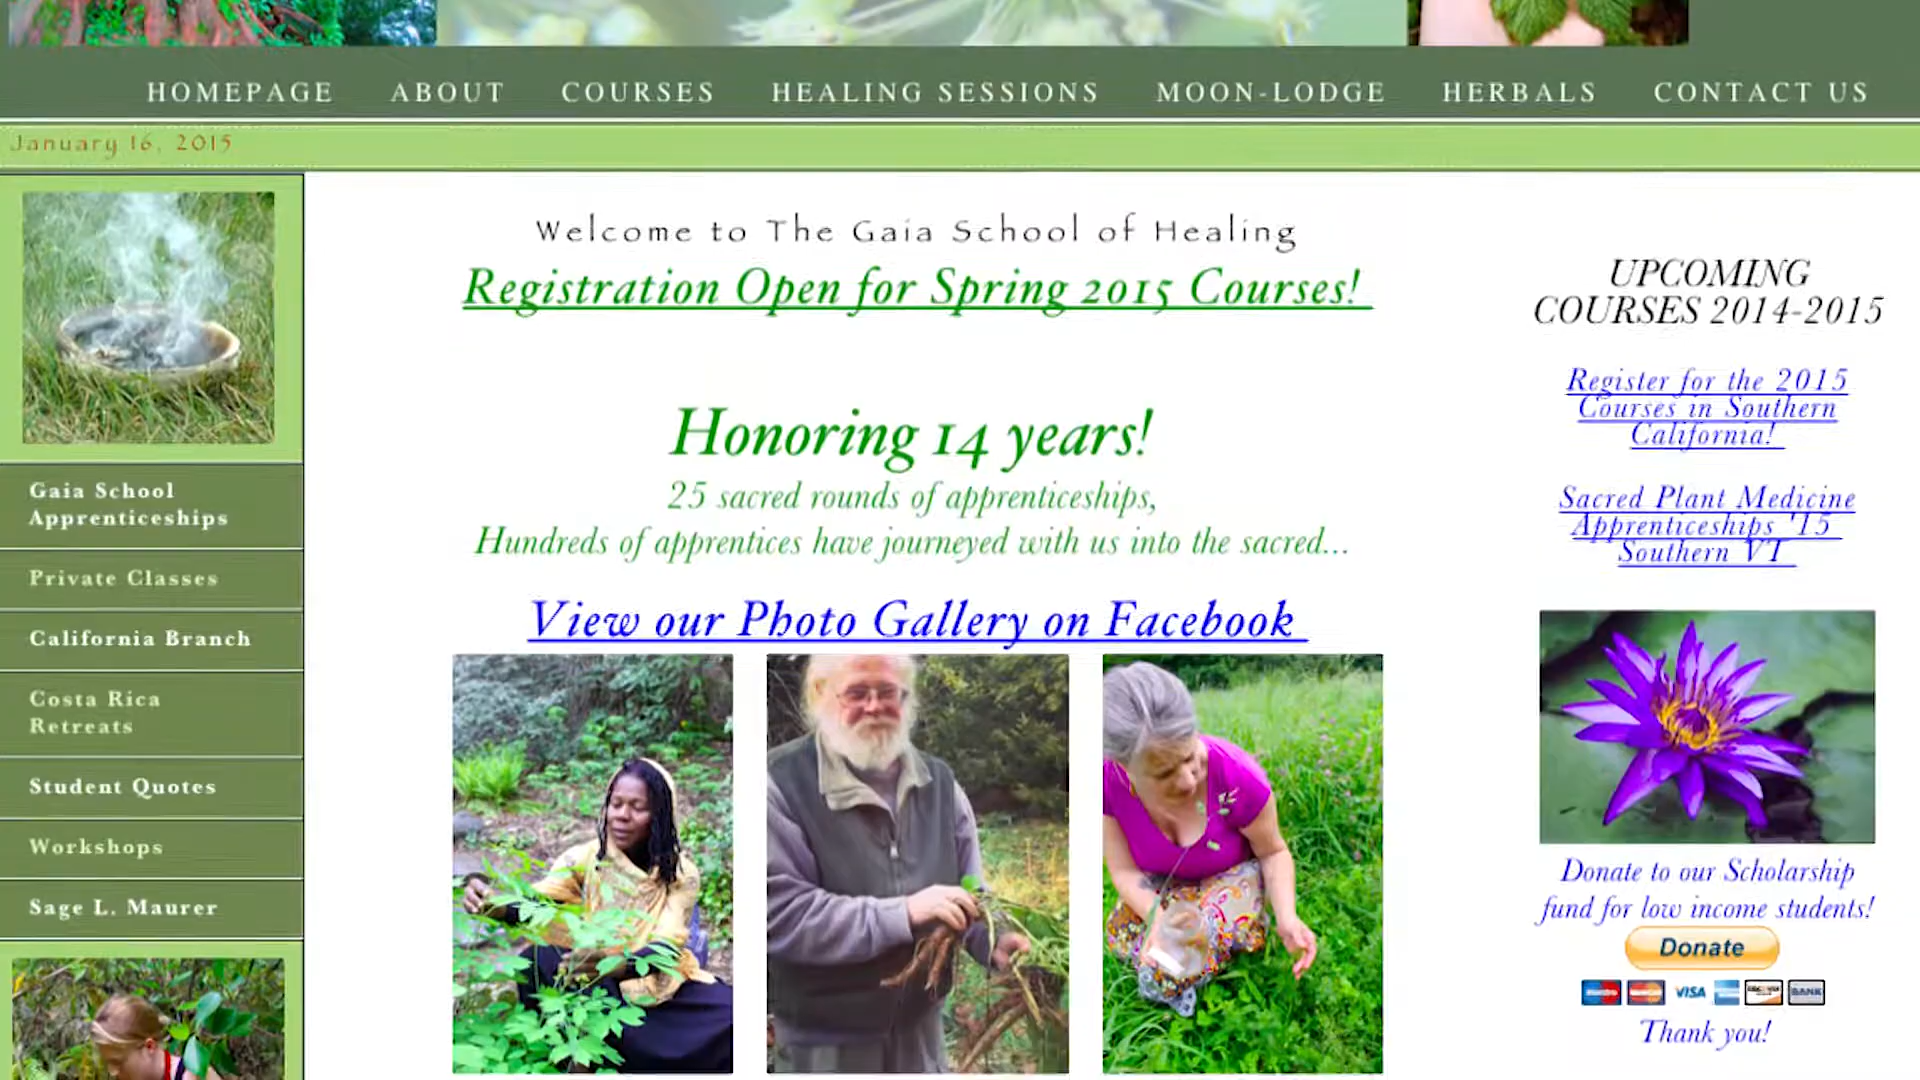 HOMEPAGE ABOUT COURSES HEALING SESSIONS MOON-LODGE HERBALS CONTACT US
January 16, 2015
Welcome to The Gaia School of Healing
Registration Open for Spring 2015 Courses!
Honoring 14 years!
25 sacred rounds of apprenticeships,
Hundreds of apprentices have journeyed with us into the sacred...
View our Photo Gallery on Facebook
Gaia School
Apprenticeships
Private Classes
California Branch
Costa Rica
Retreats
Student Quotes
Workshops
Sage L. Maurer
UPCOMING
COURSES 2014-2015
Register for the 2015
Courses in Southern
California!
Sacred Plant Medicine
Apprenticeships '15
Southern VT
Donate to our Scholarship
fund for low income students!
Donate
VISA
BANK
Thank you!